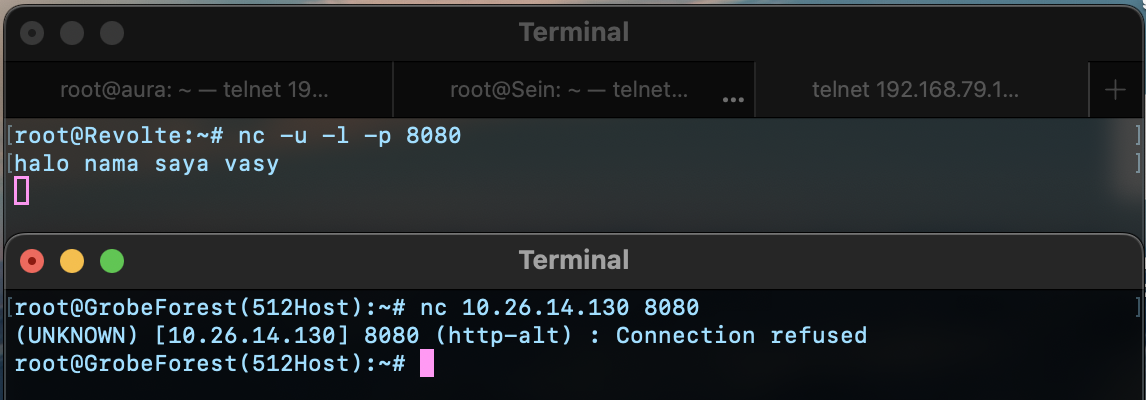 Terminal
root@aura: ~ — telnet 19... root@Sein: ~ — telnet... ... telnet 192.168.79.1... +
[root@Revolte:~# nc -u -l -p 8080 ]
[halo nama saya vasy ]
Terminal
[root@GrobeForest(512Host):~# nc 10.26.14.130 8080 ]
(UNKNOWN) [10.26.14.130] 8080 (http-alt) : Connection refused
root@GrobeForest(512Host):~#